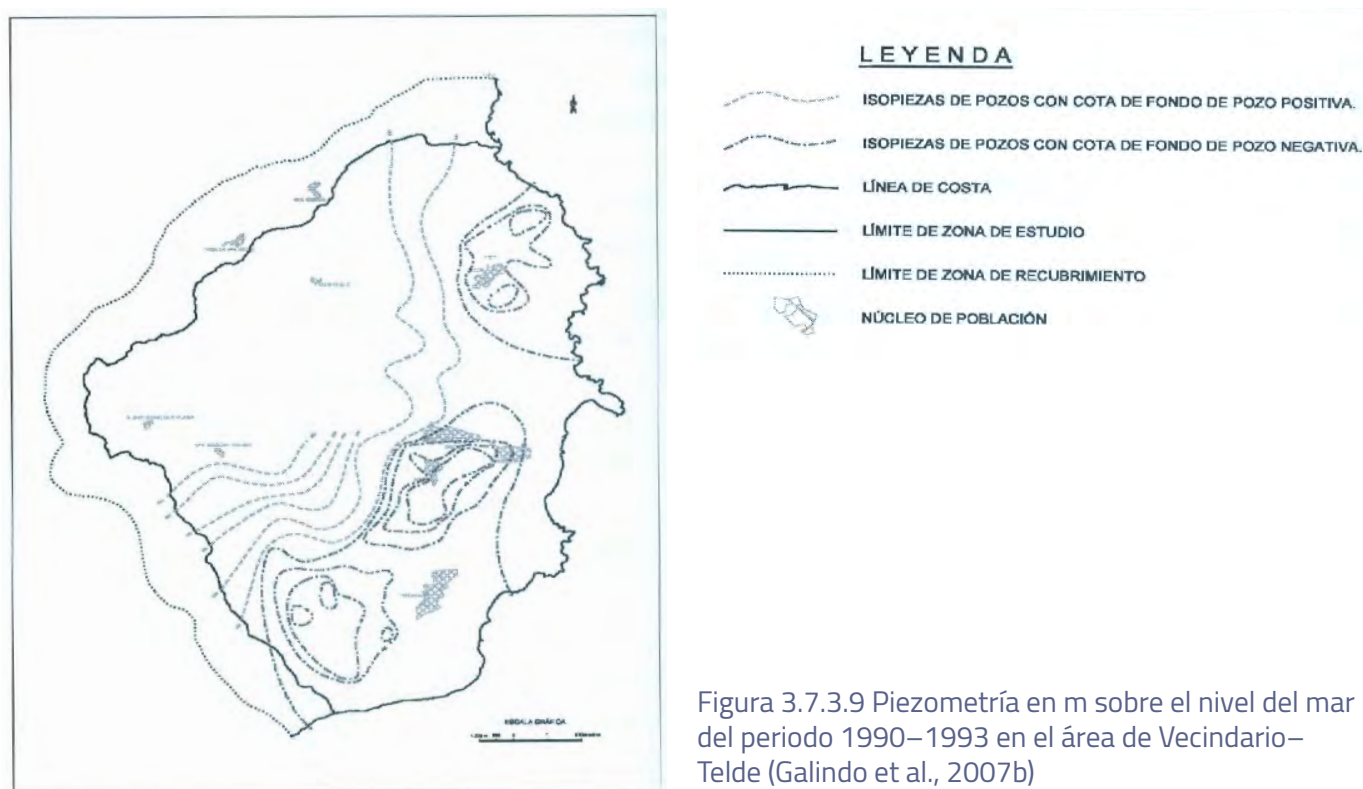 LEYENDA
ISOPIEZAS DE POZOS CON COTA DE FONDO DE POZO POSITIVA.
ISOPIEZAS DE POZOS CON COTA DE FONDO DE POZO NEGATIVA.
LÍNEA DE COSTA
LÍMITE DE ZONA DE ESTUDIO
LÍMITE DE ZONA DE RECUBRIMIENTO
NÚCLEO DE POBLACIÓN
ESCALA GRÁFICA
Figura 3.7.3.9 Piezometría en m sobre el nivel del mar
del periodo 1990–1993 en el área de Vecindario–
Telde (Galindo et al., 2007b)